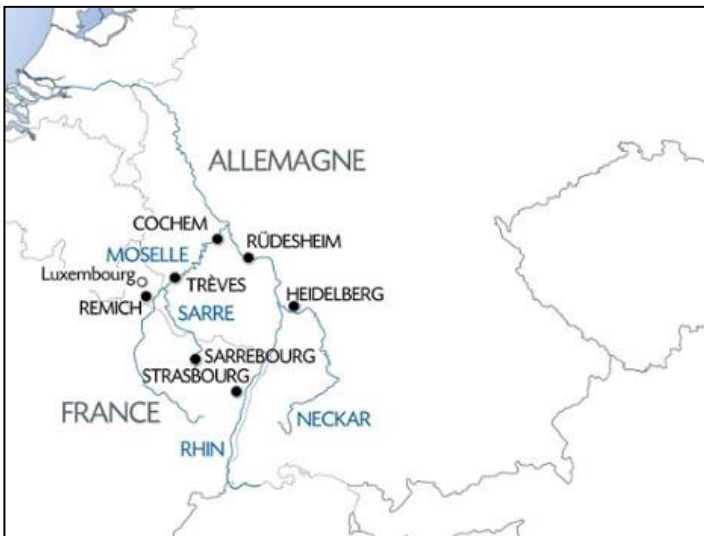 ALLEMAGNE
COCHEM
RÜDESHEIM
MOSELLE
Luxembourg
TRÈVES
REMICH
HEIDELBERG
SARRE
SARREBOURG
STRASBOURG
FRANCE
NECKAR
RHIN